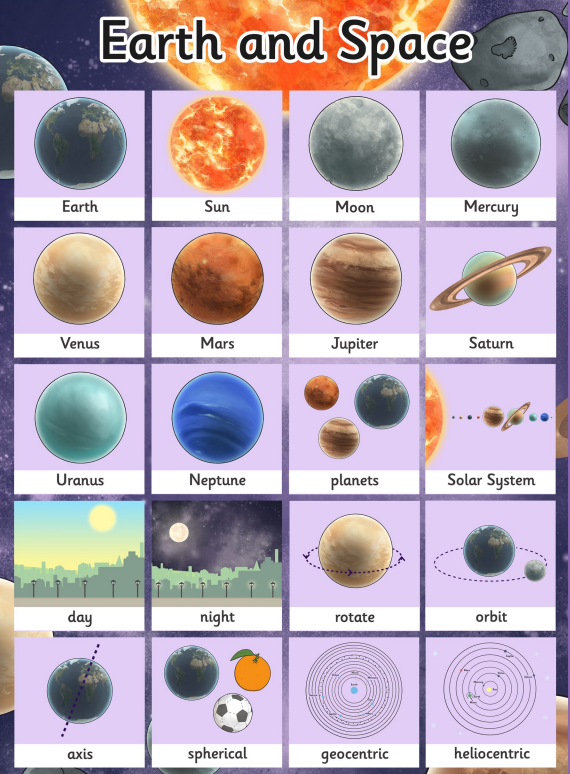 Earth and Space
Earth
Sun
Moon
Mercury
Venus
Mars
Jupiter
Saturn
Uranus
Neptune
planets
Solar System
day
night
rotate
orbit
axis
spherical
geocentric
heliocentric